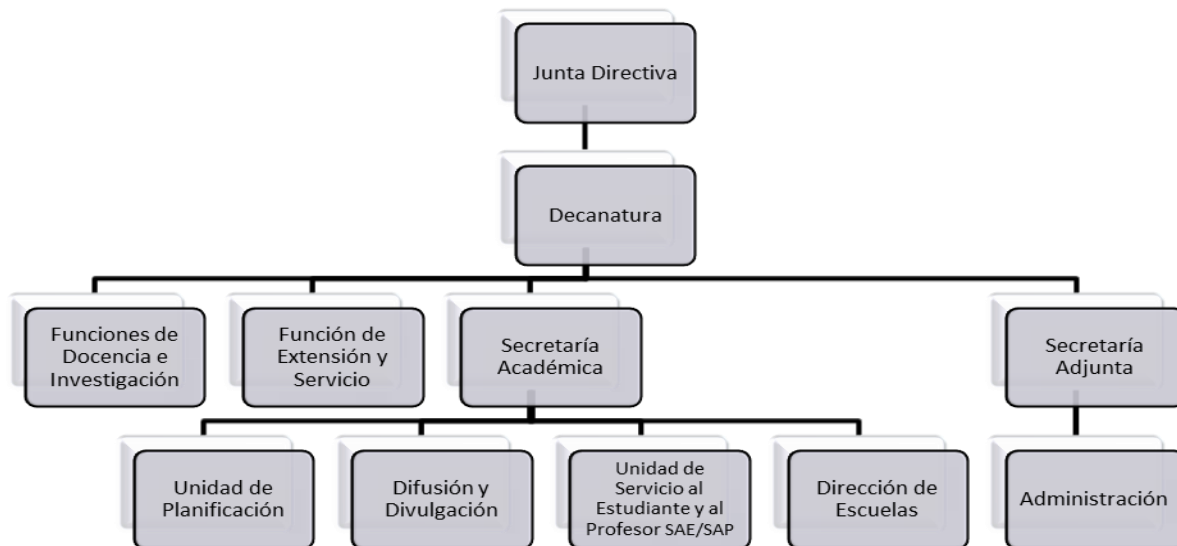 Junta Directiva
Decanatura
Funciones de
Docencia e
Investigación
Función de
Extensión y
Servicio
Secretaría
Académica
Secretaría
Adjunta
Unidad de
Planificación
Difusión y
Divulgación
Unidad de
Servicio al
Estudiante y al
Profesor SAE/SAP
Dirección de
Escuelas
Administración